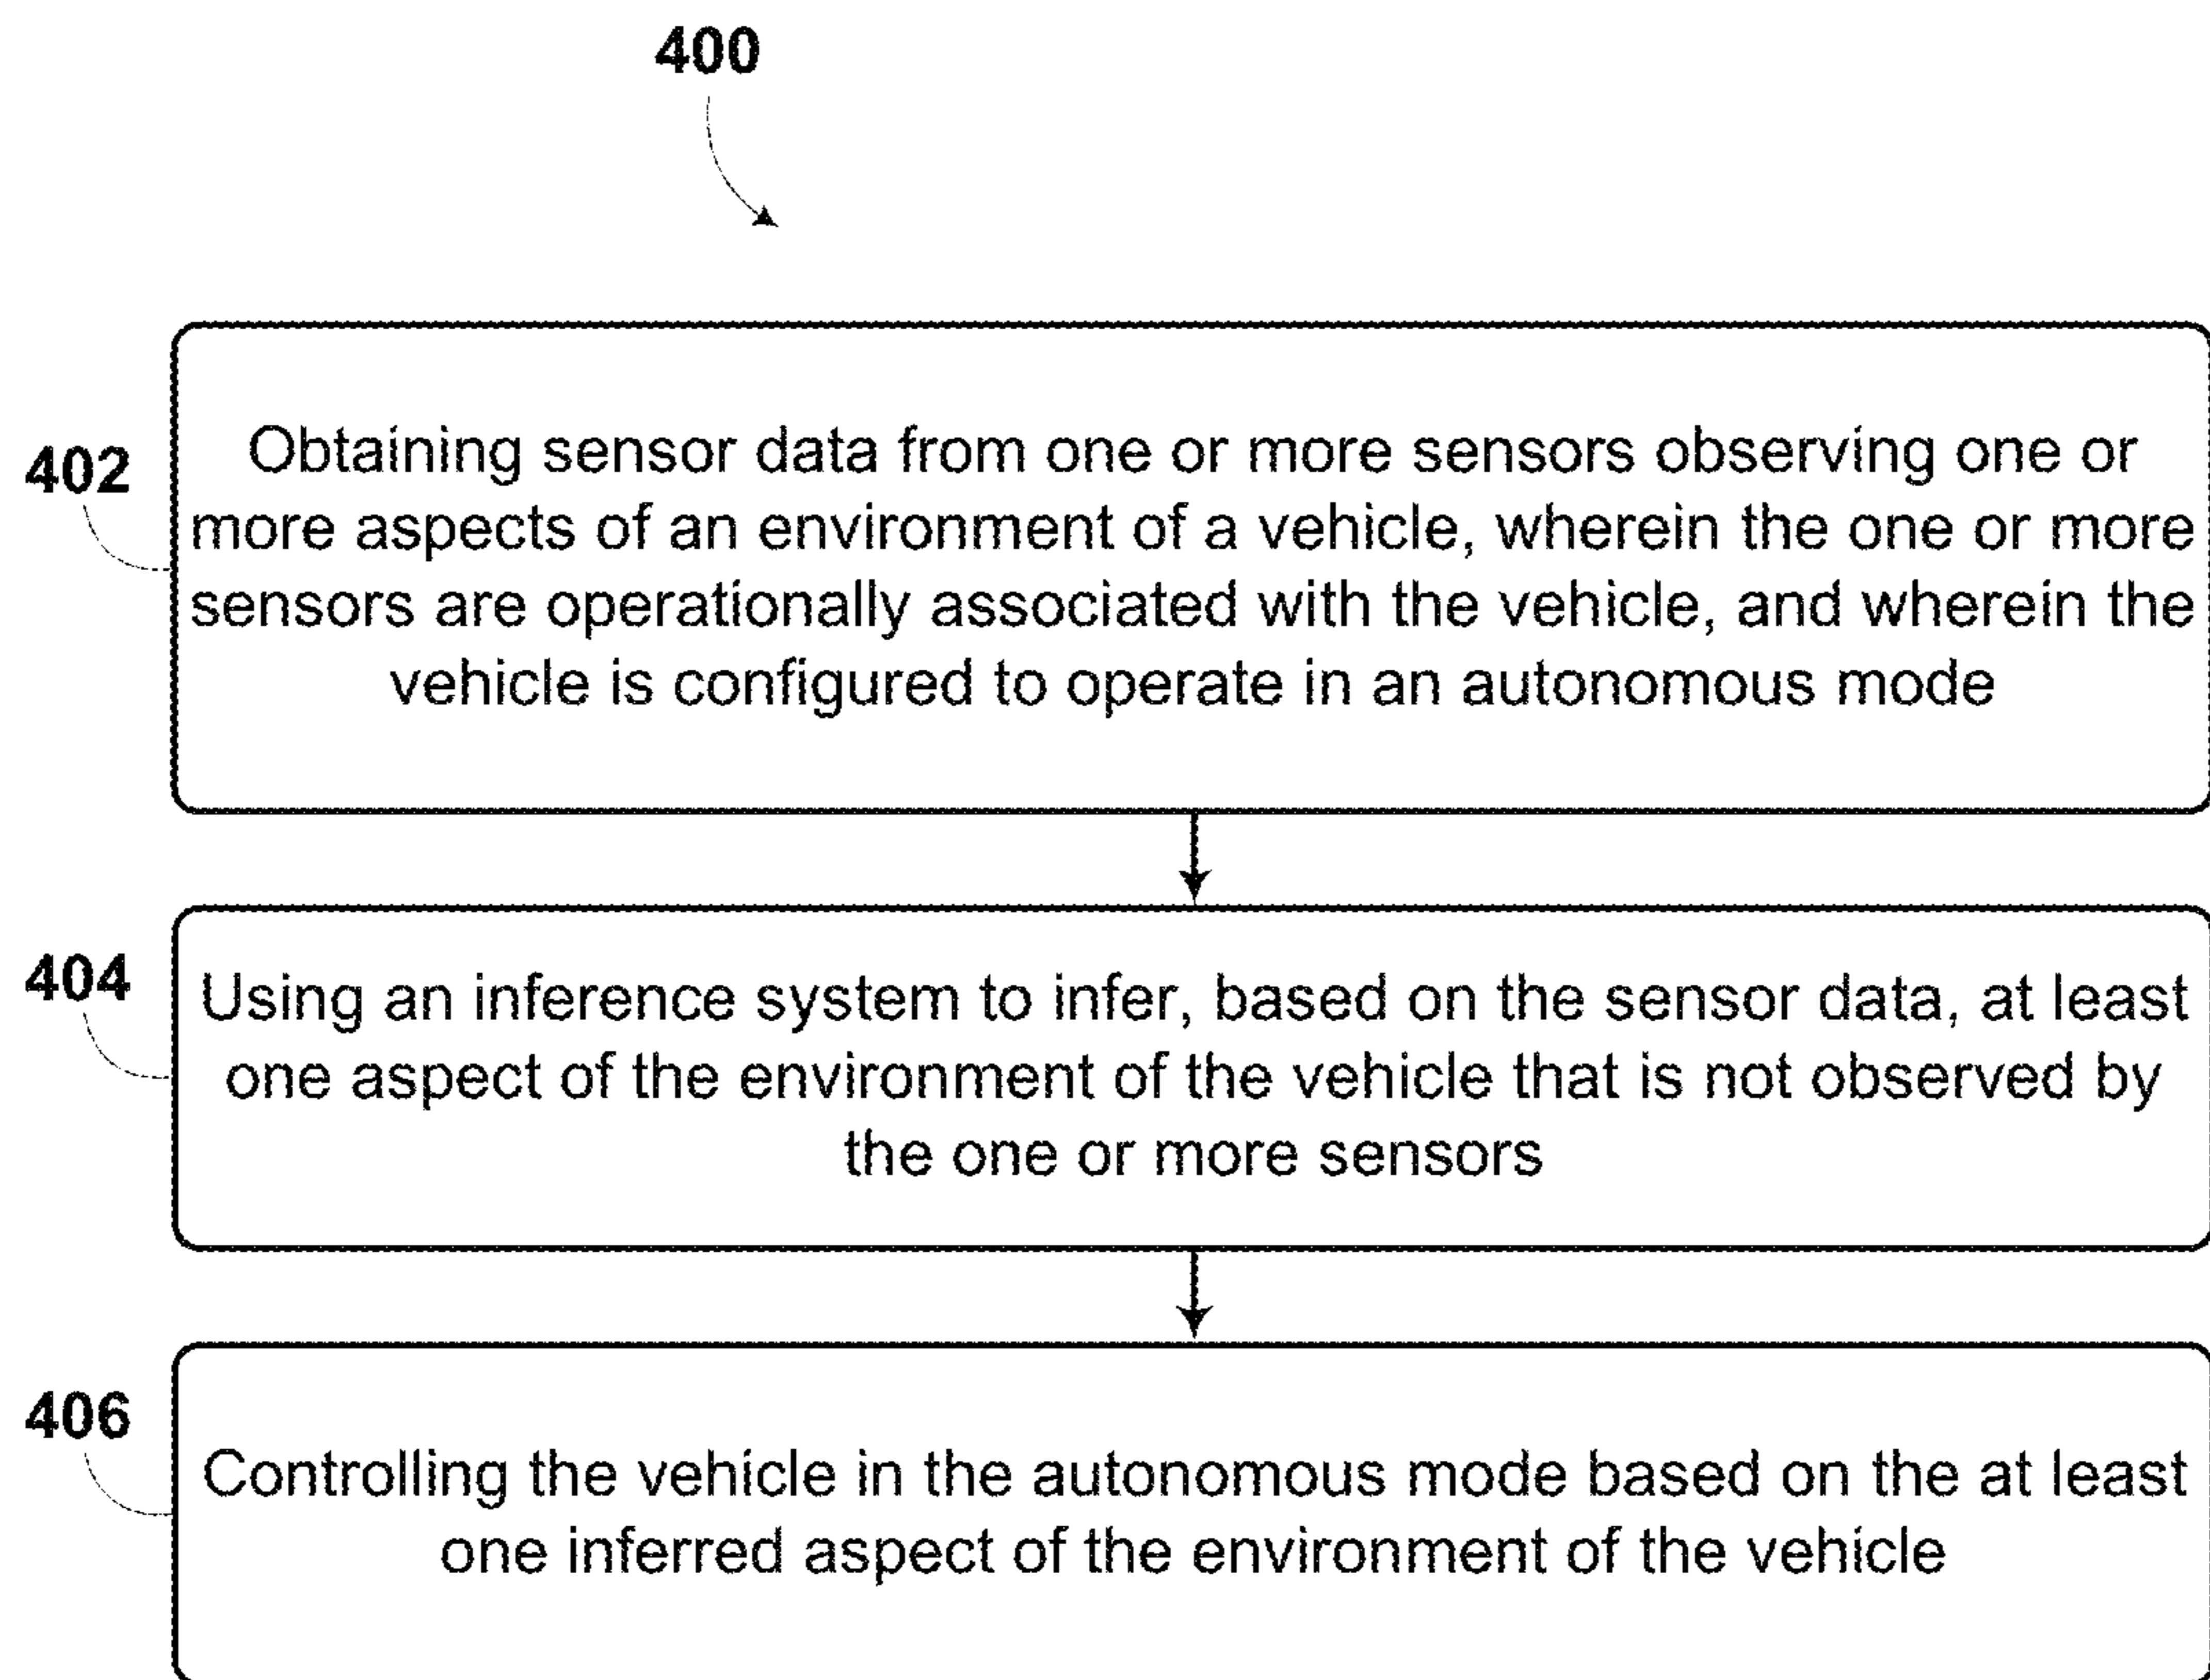 400
402
Obtaining sensor data from one or more sensors observing one or
more aspects of an environment of a vehicle, wherein the one or more
sensors are operationally associated with the vehicle, and wherein the
vehicle is configured to operate in an autonomous mode
404
Using an inference system to infer, based on the sensor data, at least
one aspect of the environment of the vehicle that is not observed by
the one or more sensors
406
Controlling the vehicle in the autonomous mode based on the at least
one inferred aspect of the environment of the vehicle